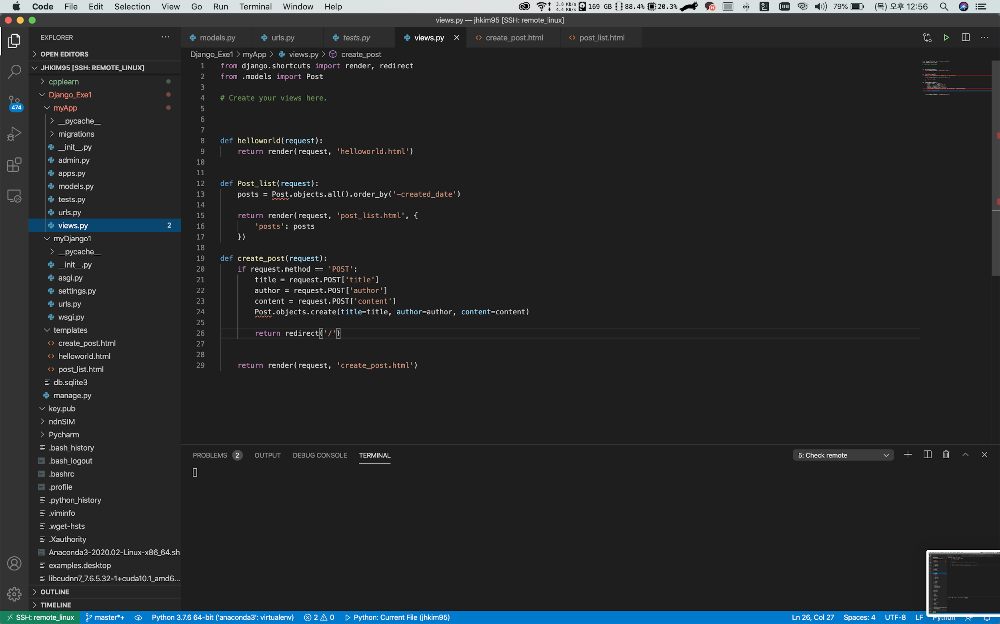 Code File Edit Selection View Go Run Terminal Window Help 3.8 KB/s 4.4 KB/s 169 GB 88.4% 20.3% N 한 79% (목) 오후 12:56
views.py — jhkim95 [SSH: remote_linux]
EXPLORER
OPEN EDITORS
JHKIM95 [SSH: REMOTE_LINUX]
cpplearn
Django_Exe1
myApp
__pycache__
migrations
__init__.py
admin.py
apps.py
models.py
tests.py
urls.py
views.py 2
myDjango1
__pycache__
__init__.py
asgi.py
settings.py
urls.py
wsgi.py
templates
create_post.html
helloworld.html
post_list.html
db.sqlite3
manage.py
key.pub
ndnSIM
Pycharm
.bash_history
.bash_logout
.bashrc
.profile
.python_history
.viminfo
.wget-hsts
.Xauthority
Anaconda3-2020.02-Linux-x86_64.sh
examples.desktop
libcudnn7_7.6.5.32-1+cuda10.1_amd6...
OUTLINE
TIMELINE
474
models.py urls.py tests.py views.py create_post.html post_list.html
Django_Exe1 > myApp > views.py > create_post
1 from django.shortcuts import render, redirect
2 from .models import Post
3
4 # Create your views here.
5
6
7
8 def helloworld(request):
9 return render(request, 'helloworld.html')
10
11
12 def Post_list(request):
13 posts = Post.objects.all().order_by('-created_date')
14
15 return render(request, 'post_list.html', {
16 'posts': posts
17 })
18
19 def create_post(request):
20 if request.method == 'POST':
21 title = request.POST['title']
22 author = request.POST['author']
23 content = request.POST['content']
24 Post.objects.create(title=title, author=author, content=content)
25
26 return redirect('/')
27
28
29 return render(request, 'create_post.html')
PROBLEMS 2 OUTPUT DEBUG CONSOLE TERMINAL 5: Check remote
SSH: remote_linux master*+ Python 3.7.6 64-bit ('anaconda3': virtualenv) 2 0 Python: Current File (jhkim95) Ln 26, Col 27 Spaces: 4 UTF-8 LF Python